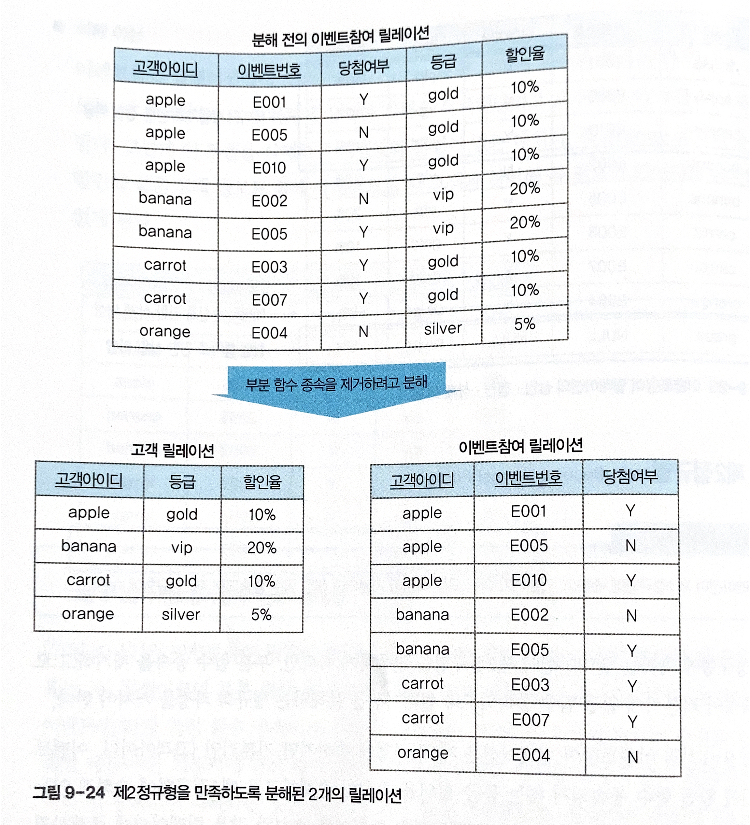 분해 전의 이벤트참여 릴레이션
고객아이디 이벤트번호 당첨여부 등급 할인율
apple E001 Y gold 10%
apple E005 N gold 10%
apple E010 Y gold 10%
banana E002 N vip 20%
banana E005 Y vip 20%
carrot E003 Y gold 10%
carrot E007 Y gold 10%
orange E004 N silver 5%
부분 함수 종속을 제거하려고 분해
고객 릴레이션
고객아이디 등급 할인율
apple gold 10%
banana vip 20%
carrot gold 10%
orange silver 5%
이벤트참여 릴레이션
고객아이디 이벤트번호 당첨여부
apple E001 Y
apple E005 N
apple E010 Y
banana E002 N
banana E005 Y
carrot E003 Y
carrot E007 Y
orange E004 N
그림 9-24 제2정규형을 만족하도록 분해된 2개의 릴레이션